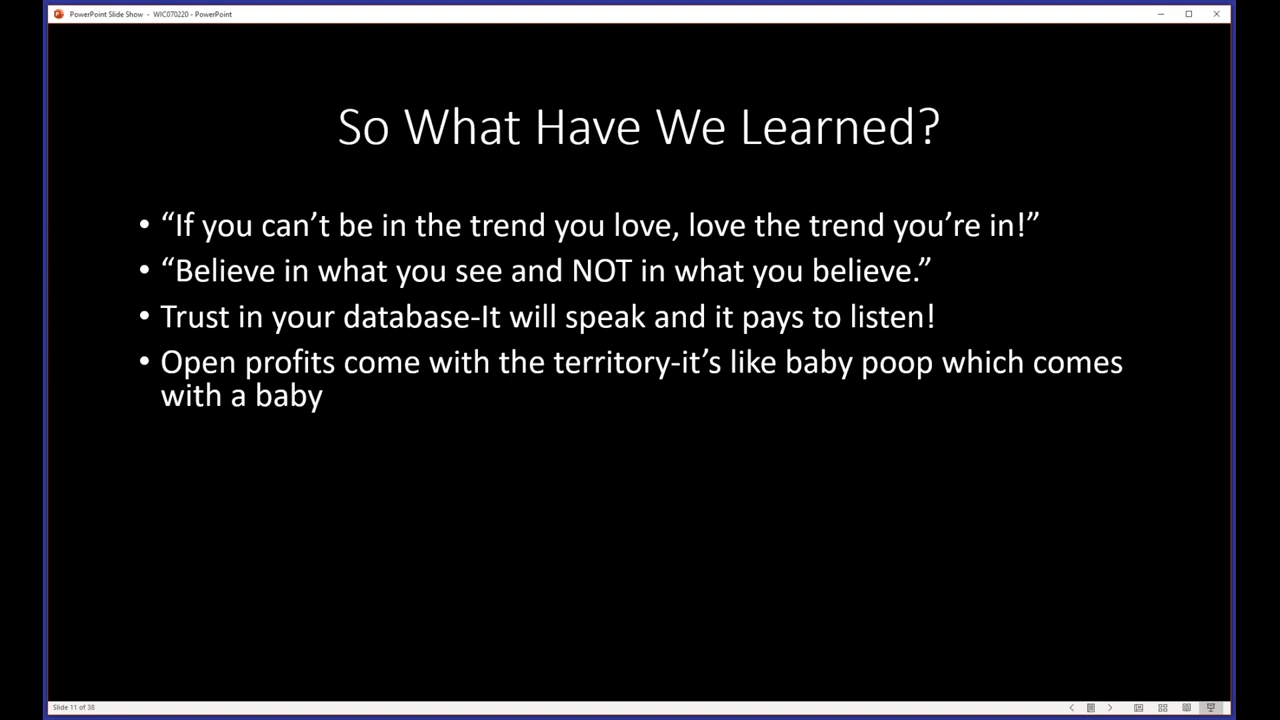 PowerPoint Slide Show - WIC070220 - PowerPoint
So What Have We Learned?
• “If you can’t be in the trend you love, love the trend you’re in!”
• “Believe in what you see and NOT in what you believe.”
• Trust in your database-It will speak and it pays to listen!
• Open profits come with the territory-it’s like baby poop which comes
with a baby
Slide 11 of 38